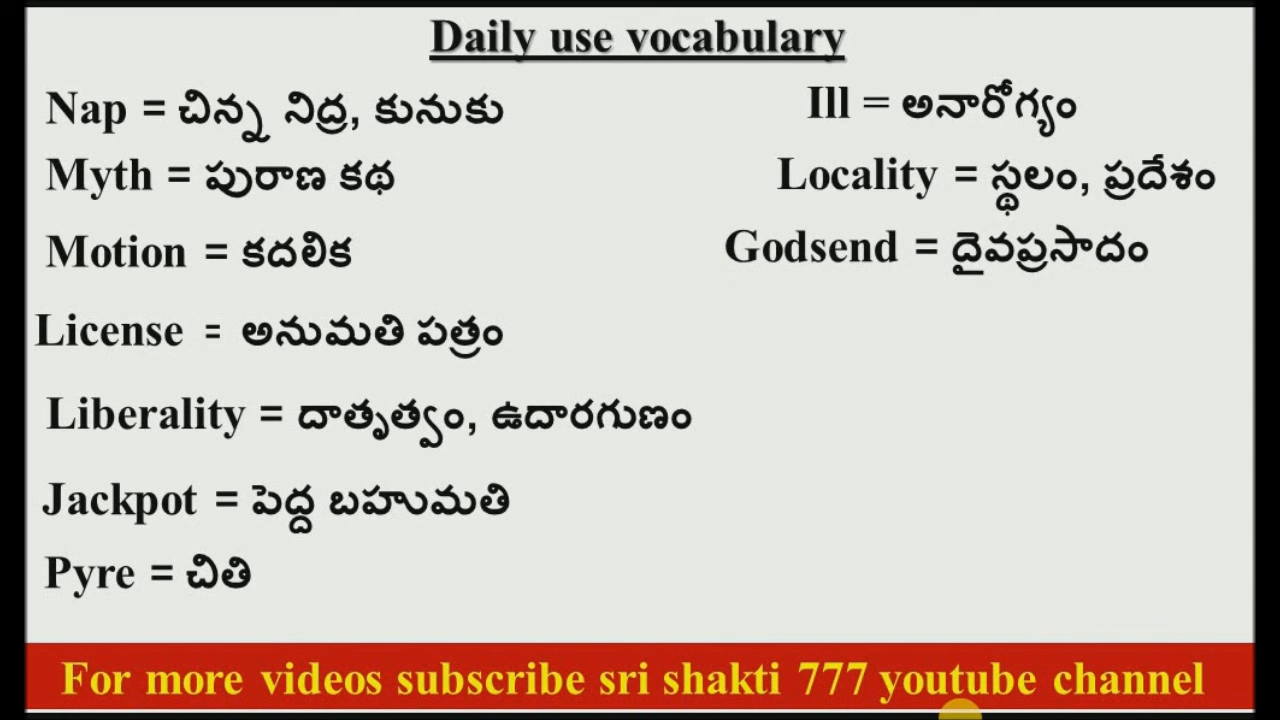 Daily use vocabulary
Nap = చిన్న నిద్ర, కునుకు
Myth = పురాణ కథ
Motion = కదలిక
License = అనుమతి పత్రం
Liberality = దాతృత్వం, ఉదారగుణం
Jackpot = పెద్ద బహుమతి
Pyre = చితి
Ill = అనారోగ్యం
Locality = స్థలం, ప్రదేశం
Godsend = దైవప్రసాదం
For more videos subscribe sri shakti 777 youtube channel